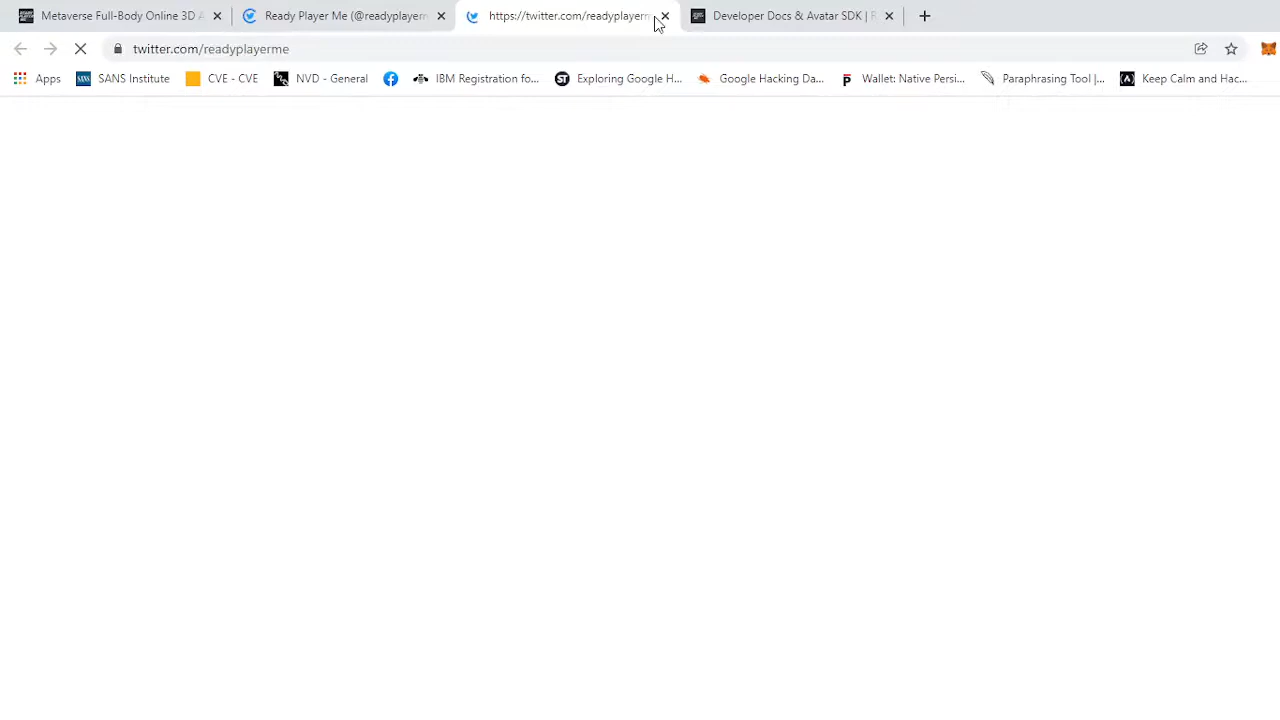 Metaverse Full-Body Online 3D A
Ready Player Me (@readyplayerm
https://twitter.com/readyplayerm
Developer Docs & Avatar SDK | R
twitter.com/readyplayerme
Apps
SANS Institute
CVE - CVE
NVD - General
IBM Registration fo...
Exploring Google H...
Google Hacking Da...
Wallet: Native Persi...
Paraphrasing Tool |...
Keep Calm and Hac...